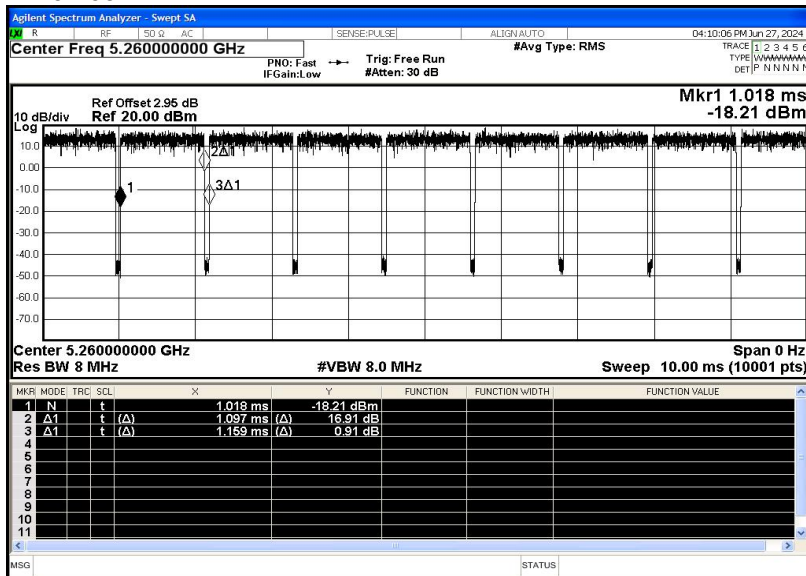 Agilent Spectrum Analyzer - Swept SA
LXI R RF 50 Ω AC SENSE:PULSE ALIGN AUTO 04:10:06 PM Jun 27, 2024
Center Freq 5.260000000 GHz #Avg Type: RMS TRACE 1 2 3 4 5 6
PNO: Fast Trig: Free Run TYPE
IFGain:Low #Atten: 30 dB DET P N N N N N
Mkr1 1.018 ms
Ref Offset 2.95 dB
10 dB/div Ref 20.00 dBm -18.21 dBm
Log
10.0
2Δ1
0.00
-10.0
1 3Δ1
-20.0
-30.0
-40.0
-50.0
-60.0
-70.0
Center 5.260000000 GHz Span 0 Hz
Res BW 8 MHz #VBW 8.0 MHz Sweep 10.00 ms (10001 pts)
MKR MODE TRC SCL X Y FUNCTION FUNCTION WIDTH FUNCTION VALUE
1 N t 1.018 ms -18.21 dBm
2 Δ1 t (Δ) 1.097 ms (Δ) 16.91 dB
3 Δ1 t (Δ) 1.159 ms (Δ) 0.91 dB
4
5
6
7
8
9
10
11
MSG STATUS